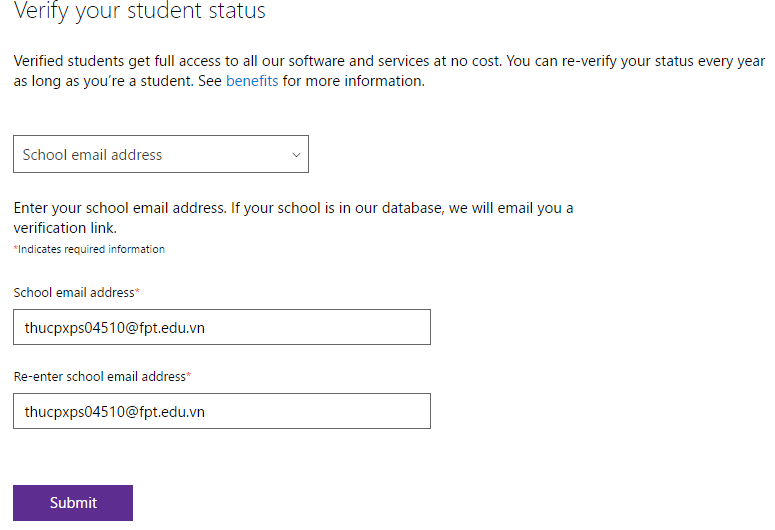 Verify your student status
Verified students get full access to all our software and services at no cost. You can re-verify your status every year
as long as you're a student. See benefits for more information.
School email address
Enter your school email address. If your school is in our database, we will email you a
verification link.
*Indicates required information
School email address*
thucpxps04510@fpt.edu.vn
Re-enter school email address*
thucpxps04510@fpt.edu.vn
Submit